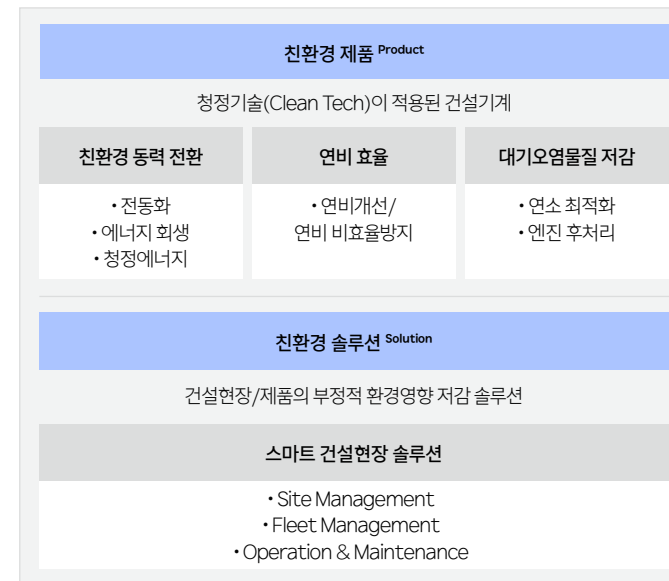 친환경 제품 Product
청정기술(Clean Tech)이 적용된 건설기계
친환경 동력 전환
• 전동화
• 에너지 회생
• 청정에너지
연비 효율
• 연비개선/
연비 비효율방지
대기오염물질 저감
• 연소 최적화
• 엔진 후처리
친환경 솔루션 Solution
건설현장/제품의 부정적 환경영향 저감 솔루션
스마트 건설현장 솔루션
• Site Management
• Fleet Management
• Operation & Maintenance